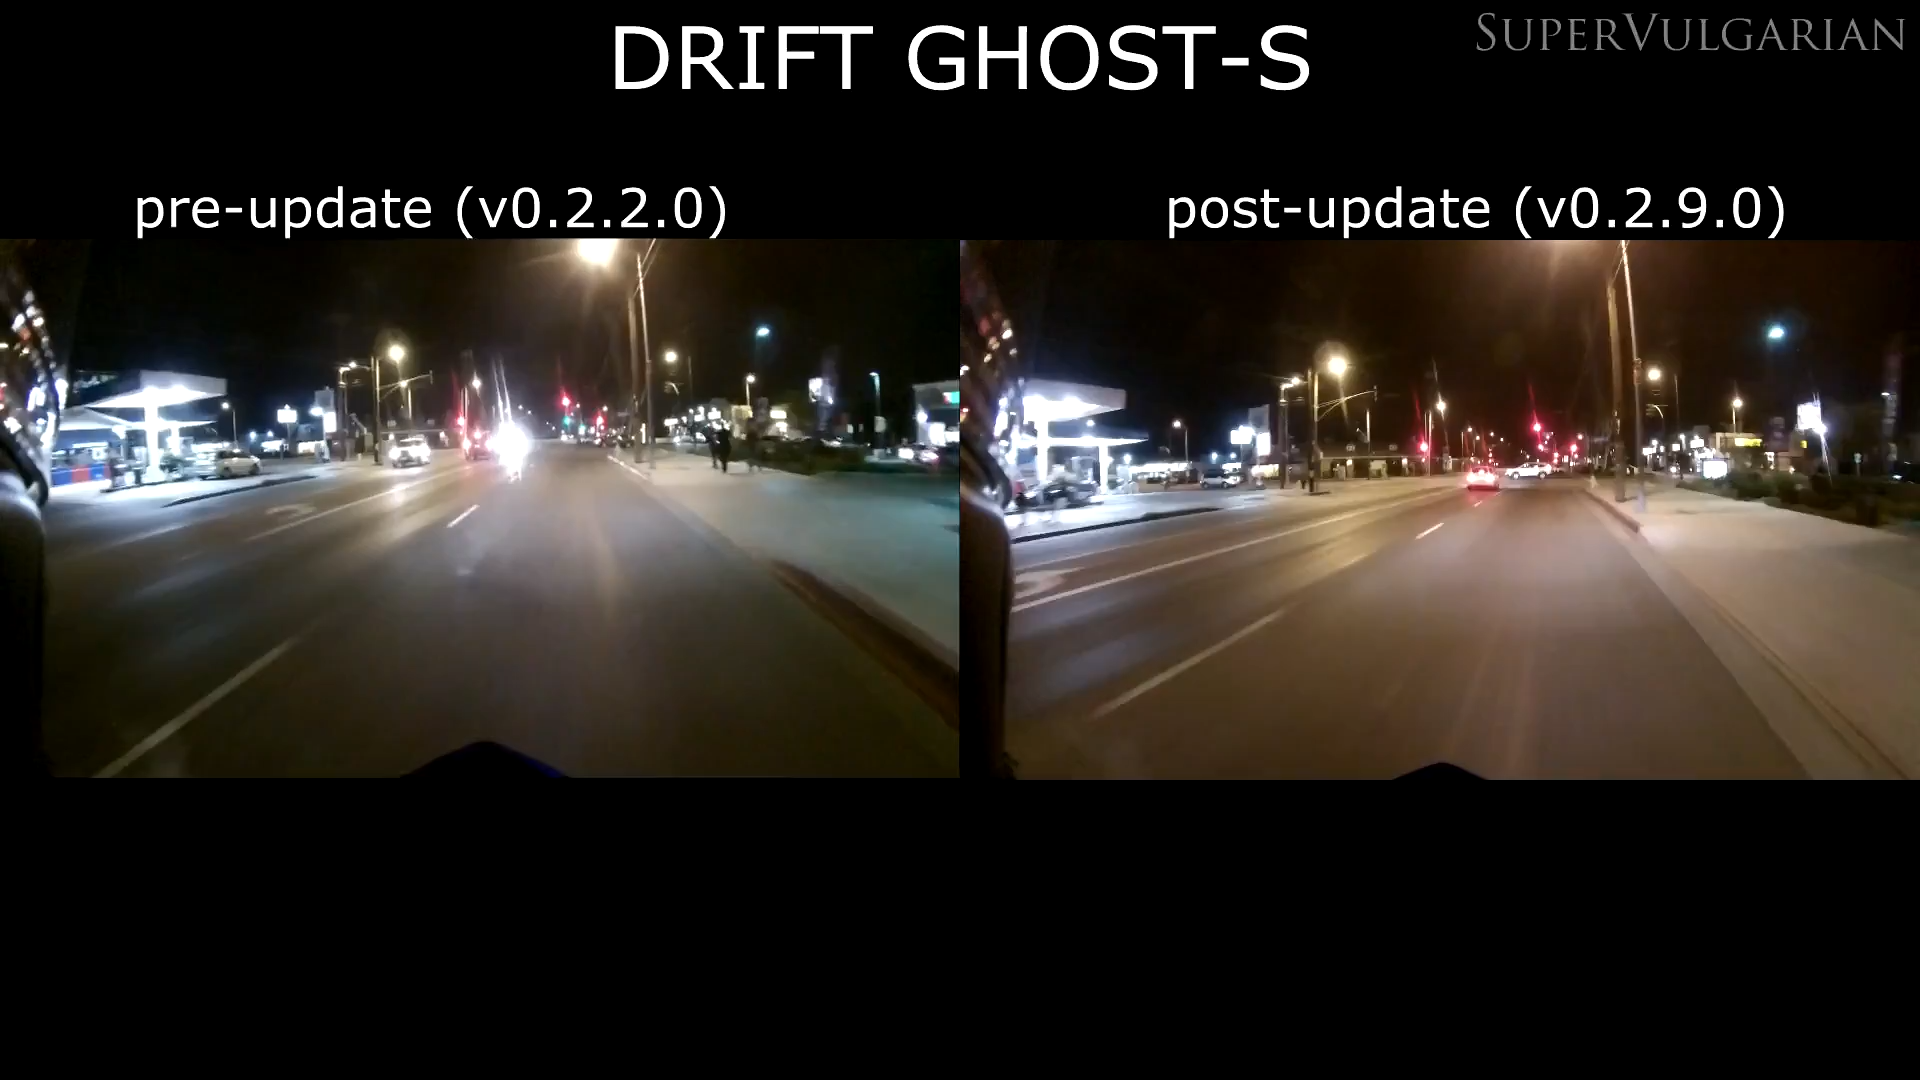 DRIFT GHOST-S
SUPERVULGARIAN
pre-update (v0.2.2.0)
post-update (v0.2.9.0)